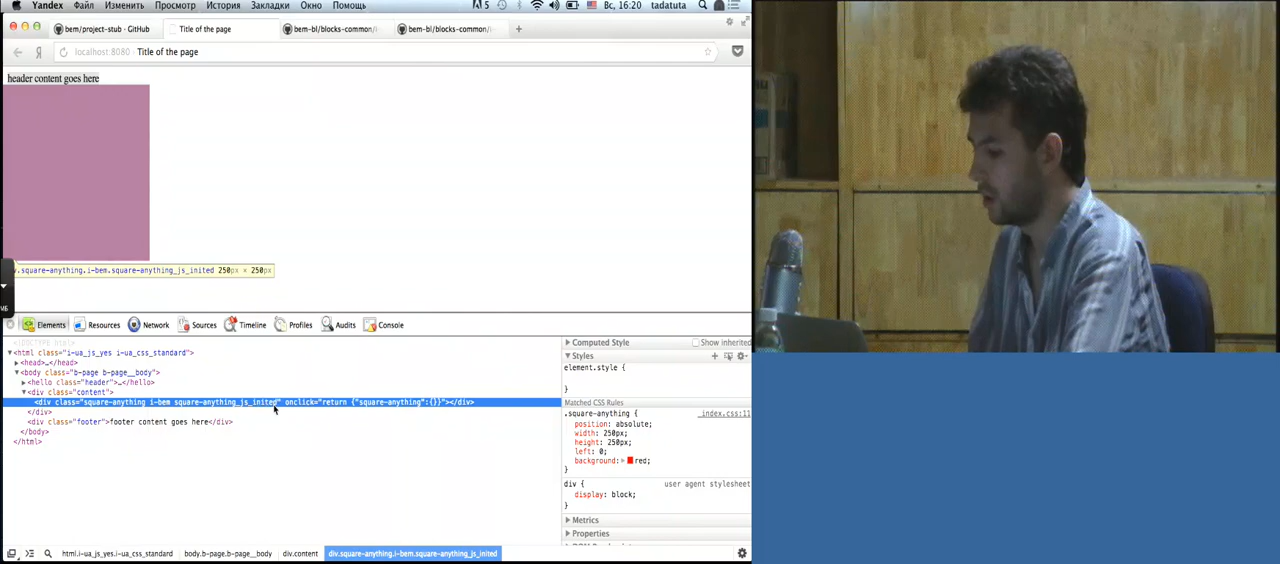 Yandex Файл Изменить Просмотр История Закладки Окно Помощь 5 Вс, 16:20 tadatuta
bem/project-stub · GitHub Title of the page bem-bl/blocks-common/i bem-bl/blocks-common/i
Я localhost:8080 · Title of the page
header content goes here
v.square-anything.i-bem.square-anything_js_inited 250px × 250px
Elements Resources Network Sources Timeline Profiles Audits Console
<!DOCTYPE html>
<html class="i-ua_js_yes i-ua_css_standard">
<head>…</head>
<body class="b-page b-page__body">
<hello class="header">…</hello>
<div class="content">
<div class="square-anything i-bem square-anything_js_inited" onclick="return {"square-anything":{}}"></div>
</div>
<div class="footer">footer content goes here</div>
</body>
</html>
Computed Style Show inherited
Styles
element.style {
}
Matched CSS Rules
.square-anything { _index.css:11
position: absolute;
width: 250px;
height: 250px;
left: 0;
background: red;
}
div { user agent stylesheet
display: block;
}
Metrics
Properties
html.i-ua_js_yes.i-ua_css_standard body.b-page.b-page__body div.content div.square-anything.i-bem.square-anything_js_inited